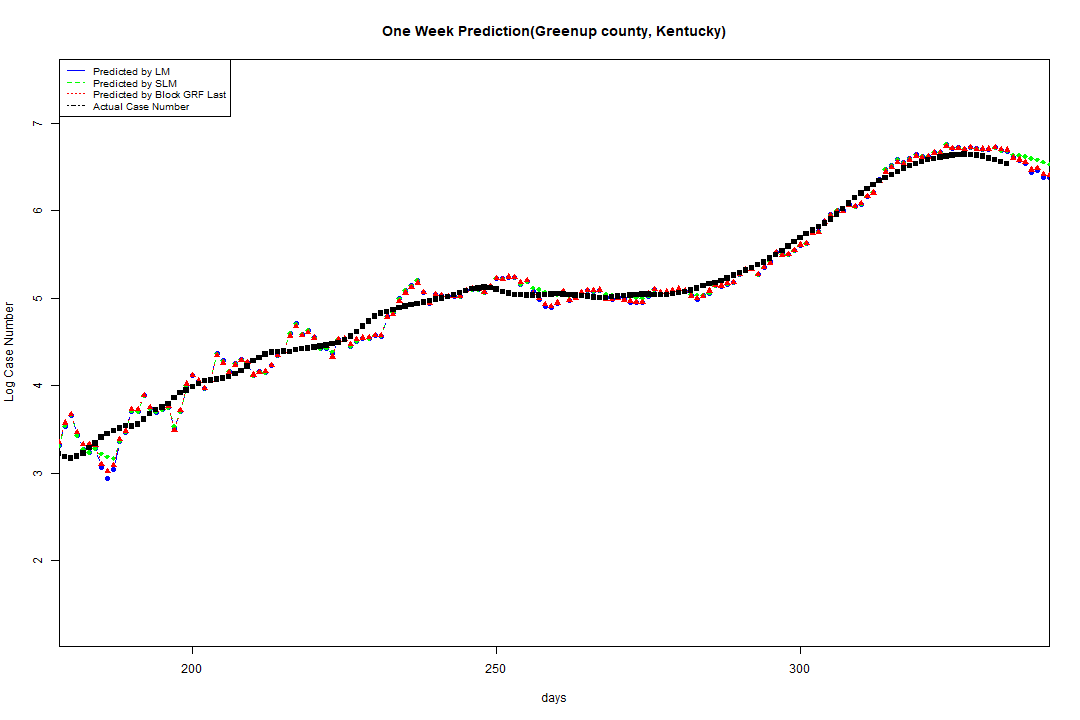 One Week Prediction(Greenup county, Kentucky)
Predicted by LM
Predicted by SLM
Predicted by Block GRF Last
Actual Case Number
7
6
5
4
3
2
Log Case Number
200 250 300
days